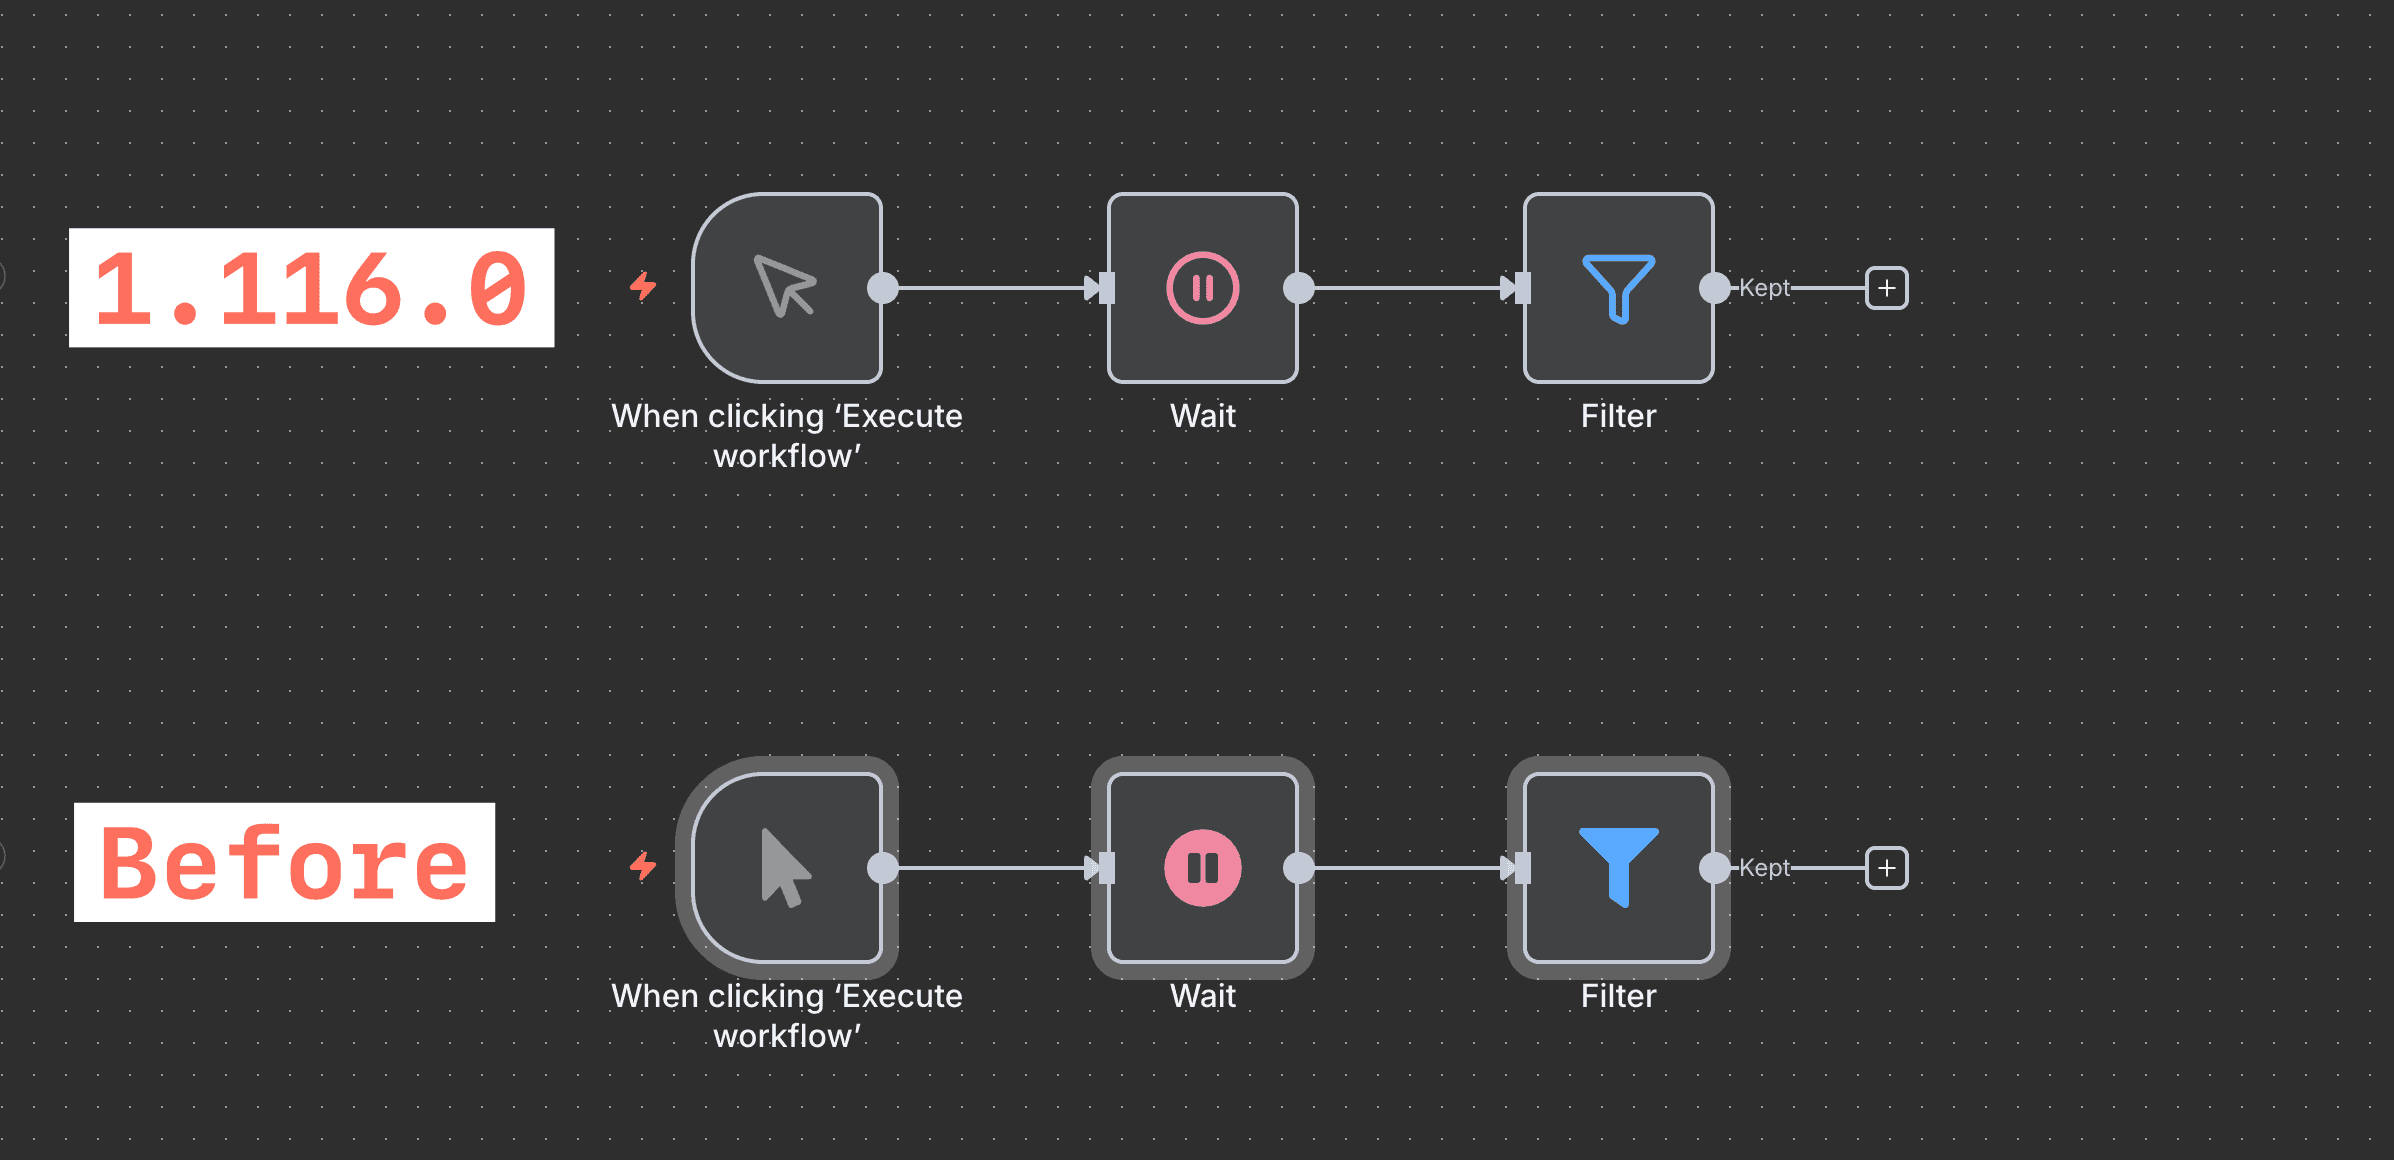 1.116.0
When clicking ‘Execute
workflow’
Wait
Filter
Kept
Before
When clicking ‘Execute
workflow’
Wait
Filter
Kept